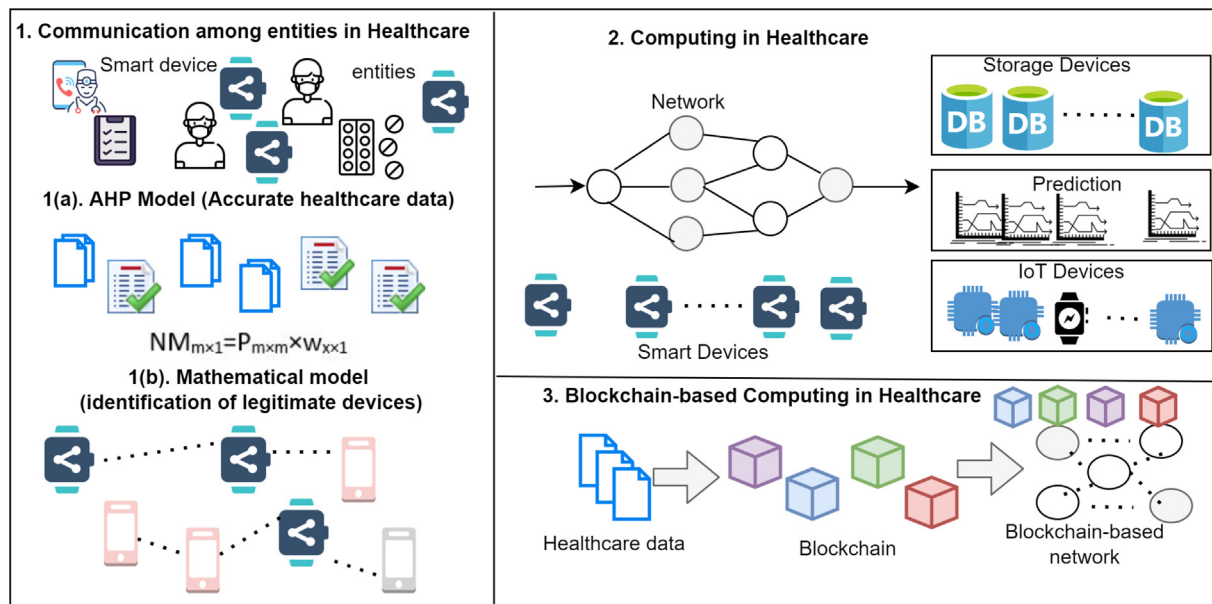 1. Communication among entities in Healthcare
Smart device
entities
1(a). AHP Model (Accurate healthcare data)
NMm×1=Pm×m×wx×1
1(b). Mathematical model
(identification of legitimate devices)
2. Computing in Healthcare
Network
Smart Devices
Storage Devices
DB
DB
DB
Prediction
IoT Devices
3. Blockchain-based Computing in Healthcare
Healthcare data
Blockchain
Blockchain-based
network